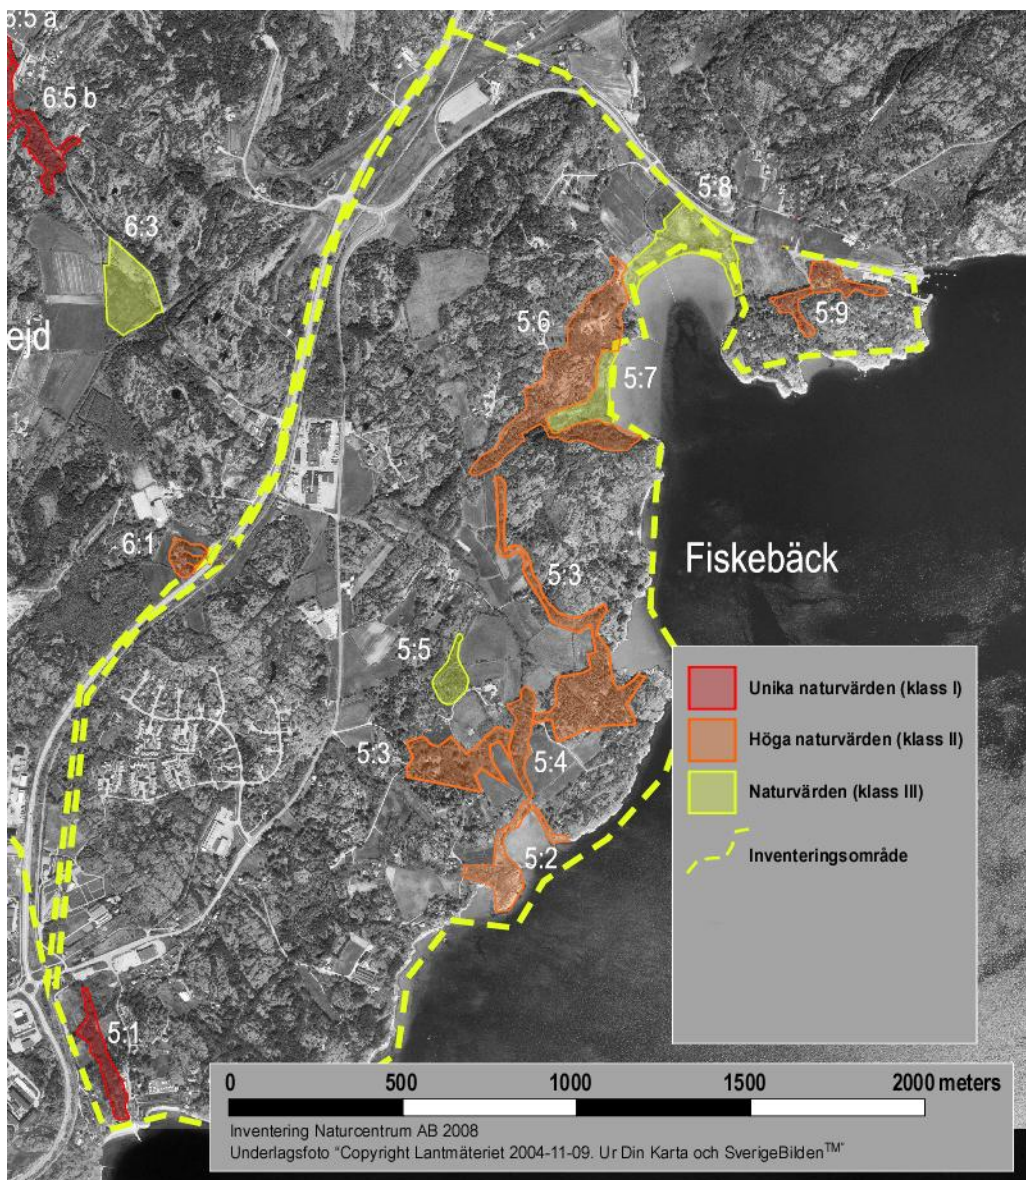 6:5 a
6:5 b
6:3
ejd
5:8
5:9
5:6
5:7
6:1
5:3
Fiskebäck
5:5
5:3
5:4
5:2
5:1
Unika naturvärden (klass I)
Höga naturvärden (klass II)
Naturvärden (klass III)
Inventeringsområde
0 500 1000 1500 2000 meters
Inventering Naturcentrum AB 2008
Underlagsfoto "Copyright Lantmäteriet 2004-11-09. Ur Din Karta och SverigeBilden™"